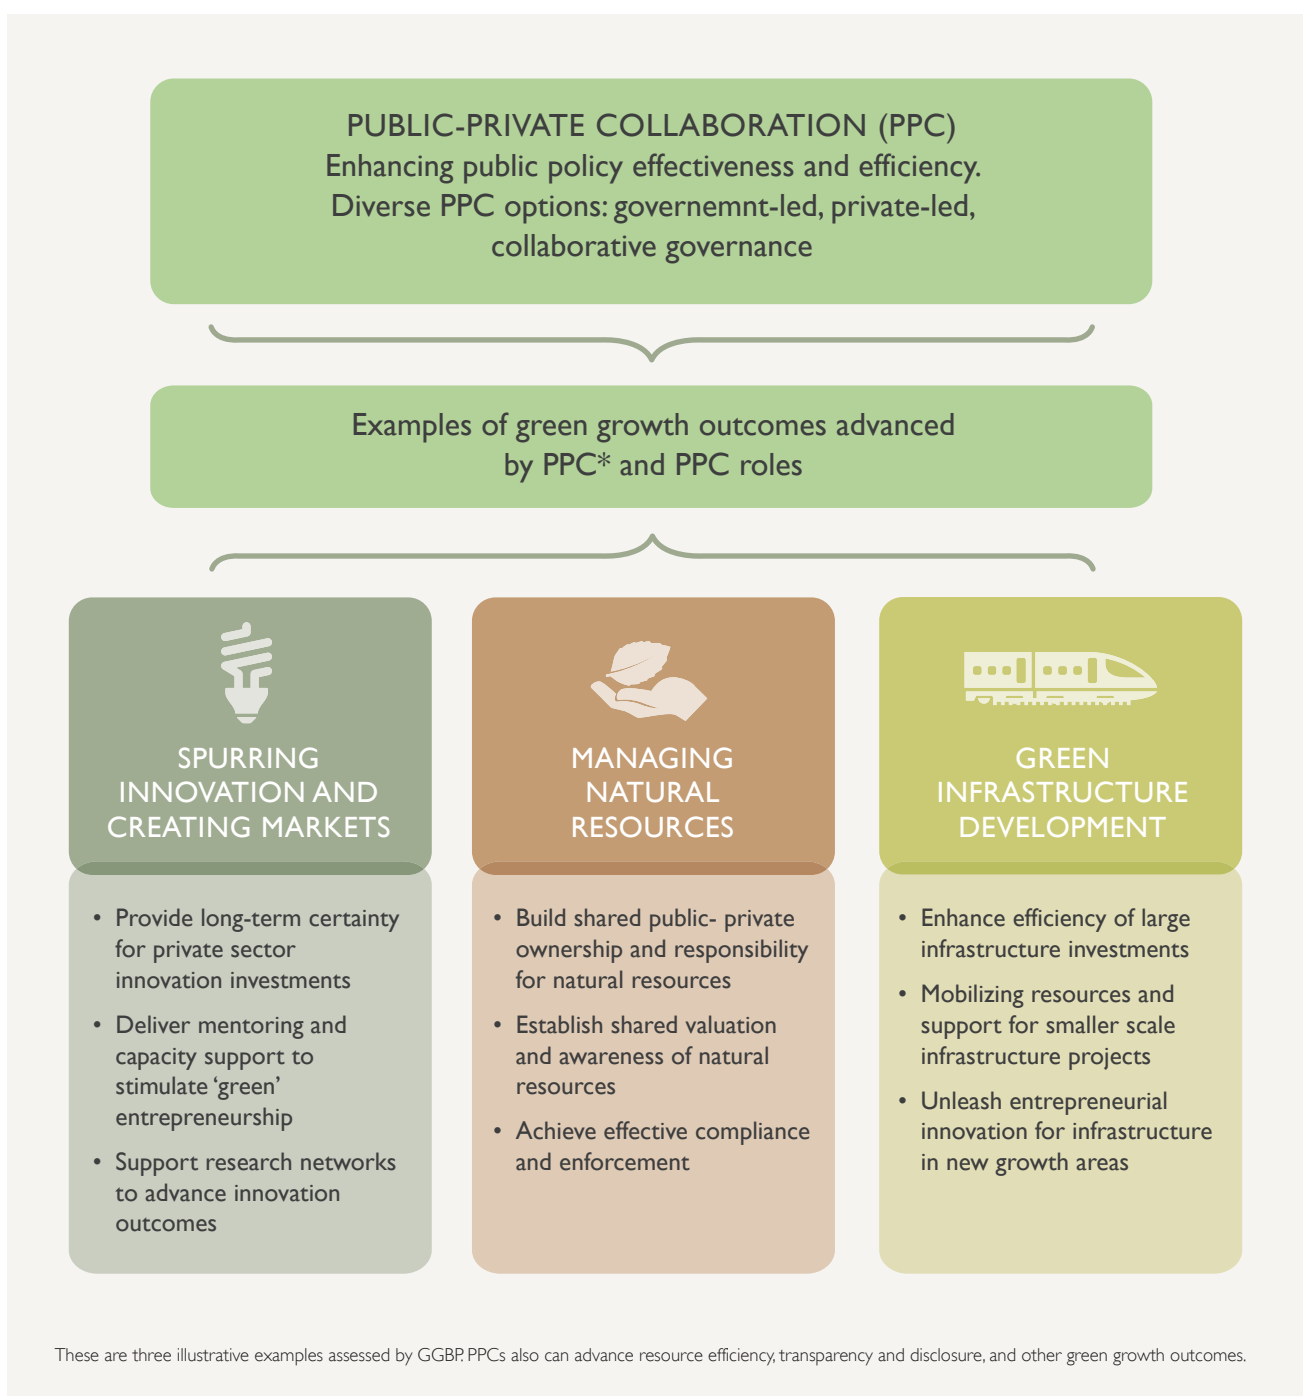 PUBLIC-PRIVATE COLLABORATION (PPC)
Enhancing public policy effectiveness and efficiency.
Diverse PPC options: governemnt-led, private-led,
collaborative governance
Examples of green growth outcomes advanced
by PPC* and PPC roles
SPURRING
INNOVATION AND
CREATING MARKETS
• Provide long-term certainty
for private sector
innovation investments
• Deliver mentoring and
capacity support to
stimulate ‘green’
entrepreneurship
• Support research networks
to advance innovation
outcomes
MANAGING
NATURAL
RESOURCES
• Build shared public- private
ownership and responsibility
for natural resources
• Establish shared valuation
and awareness of natural
resources
• Achieve effective compliance
and enforcement
GREEN
INFRASTRUCTURE
DEVELOPMENT
• Enhance efficiency of large
infrastructure investments
• Mobilizing resources and
support for smaller scale
infrastructure projects
• Unleash entrepreneurial
innovation for infrastructure
in new growth areas
These are three illustrative examples assessed by GGBP. PPCs also can advance resource efficiency, transparency and disclosure, and other green growth outcomes.